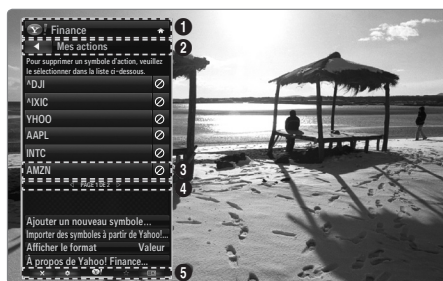 Y! Finance
1
Mes actions
2
Pour supprimer un symbole d'action, veuillez
le sélectionner dans la liste ci-dessous.
^DJI
^IXIC
YHOO
AAPL
INTC
AMZN
3
PAGE 1 DE 2
4
Ajouter un nouveau symbole...
Importer des symboles à partir de Yahoo!...
Afficher le format Valeur
À propos de Yahoo! Finance...
5